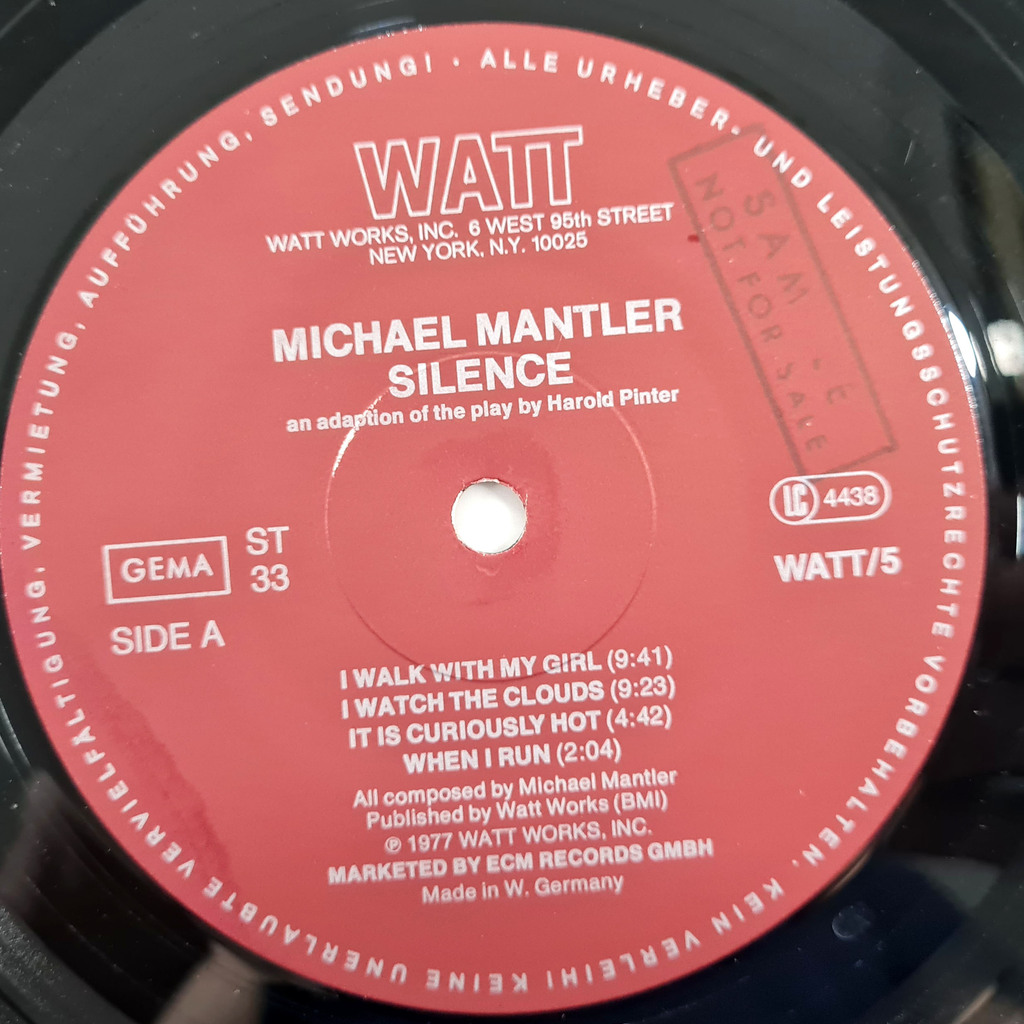 ALLE URHEBER- UND LEISTUNGSSCHUTZRECHTE VORBEHALTEN. KEIN VERLEIH! KEINE UNERLAUBTE VERVIELFÄLTIGUNG, VERMIETUNG, AUFFÜHRUNG, SENDUNG! •
WATT
WATT WORKS, INC. 6 WEST 95th STREET
NEW YORK, N.Y. 10025
SAM LE
NOT FOR SALE
MICHAEL MANTLER
SILENCE
an adaption of the play by Harold Pinter
LC 4438
WATT/5
GEMA
ST
33
SIDE A
I WALK WITH MY GIRL (9:41)
I WATCH THE CLOUDS (9:23)
IT IS CURIOUSLY HOT (4:42)
WHEN I RUN (2:04)
All composed by Michael Mantler
Published by Watt Works (BMI)
℗ 1977 WATT WORKS, INC.
MARKETED BY ECM RECORDS GMBH
Made in W. Germany